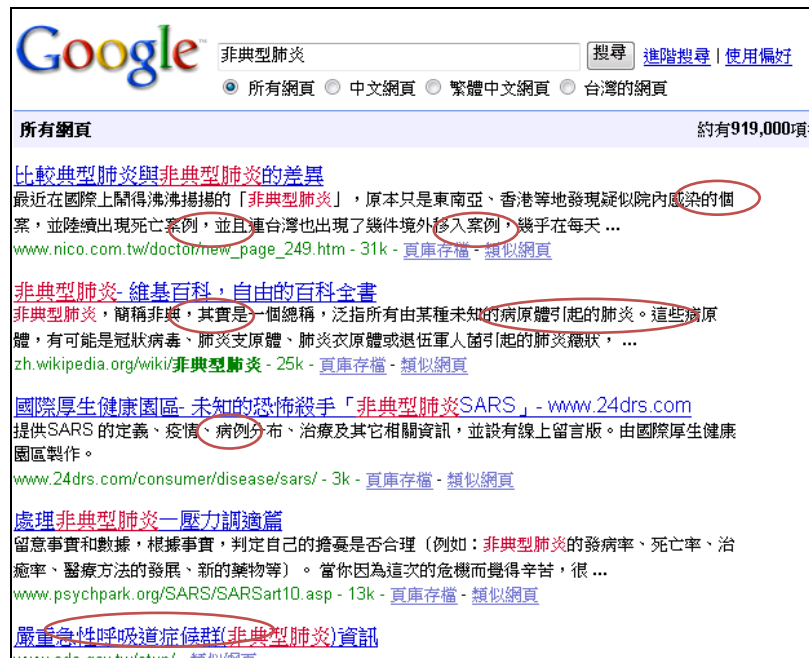 Google™ 非典型肺炎 搜尋 進階搜尋 | 使用偏好
所有網頁 中文網頁 繁體中文網頁 台灣的網頁
所有網頁 約有919,000項
比較典型肺炎與非典型肺炎的差異
最近在國際上鬧得沸沸揚揚的「非典型肺炎」，原本只是東南亞、香港等地發現疑似院內感染的個
案，並陸續出現死亡案例，並且連台灣也出現了幾件境外移入案例，幾乎在每天 ...
www.nico.com.tw/doctor/new_page_249.htm - 31k - 頁庫存檔 - 類似網頁
非典型肺炎- 維基百科，自由的百科全書
非典型肺炎，簡稱非典，其實是一個總稱，泛指所有由某種未知的病原體引起的肺炎。這些病原
體，有可能是冠狀病毒、肺炎支原體、肺炎衣原體或退伍軍人菌引起的肺炎癥狀， ...
zh.wikipedia.org/wiki/非典型肺炎 - 25k - 頁庫存檔 - 類似網頁
國際厚生健康園區- 未知的恐怖殺手「非典型肺炎SARS」- www.24drs.com
提供SARS 的定義、疫情、病例分布、治療及其它相關資訊，並設有線上留言版。由國際厚生健康
園區製作。
www.24drs.com/consumer/disease/sars/ - 3k - 頁庫存檔 - 類似網頁
處理非典型肺炎—壓力調適篇
留意事實和數據，根據事實，判定自己的擔憂是否合理（例如：非典型肺炎的發病率、死亡率、治
癒率、醫療方法的發展、新的藥物等）。 當你因為這次的危機而覺得辛苦，很 ...
www.psychpark.org/SARS/SARSart10.asp - 13k - 頁庫存檔 - 類似網頁
嚴重急性呼吸道症候群(非典型肺炎)資訊